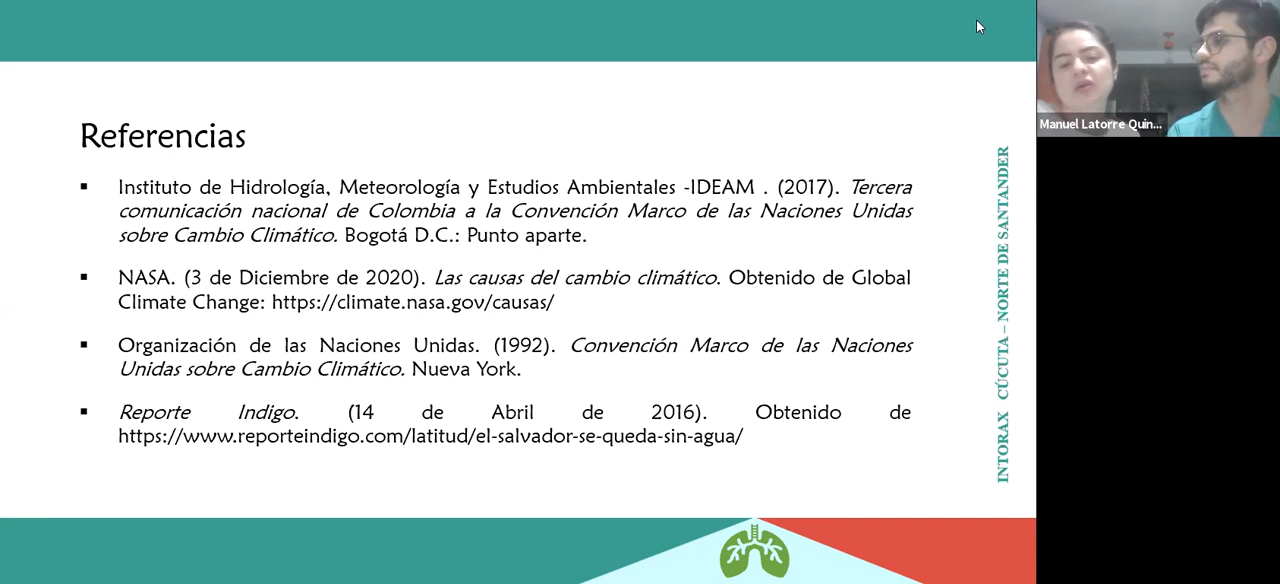 Referencias
▪ Instituto de Hidrología, Meteorología y Estudios Ambientales -IDEAM . (2017). Tercera
comunicación nacional de Colombia a la Convención Marco de las Naciones Unidas
sobre Cambio Climático. Bogotá D.C.: Punto aparte.
▪ NASA. (3 de Diciembre de 2020). Las causas del cambio climático. Obtenido de Global
Climate Change: https://climate.nasa.gov/causas/
▪ Organización de las Naciones Unidas. (1992). Convención Marco de las Naciones
Unidas sobre Cambio Climático. Nueva York.
▪ Reporte Indigo. (14 de Abril de 2016). Obtenido de
https://www.reporteindigo.com/latitud/el-salvador-se-queda-sin-agua/
INTORAX CÚCUTA – NORTE DE SANTANDER
Manuel Latorre Quin...